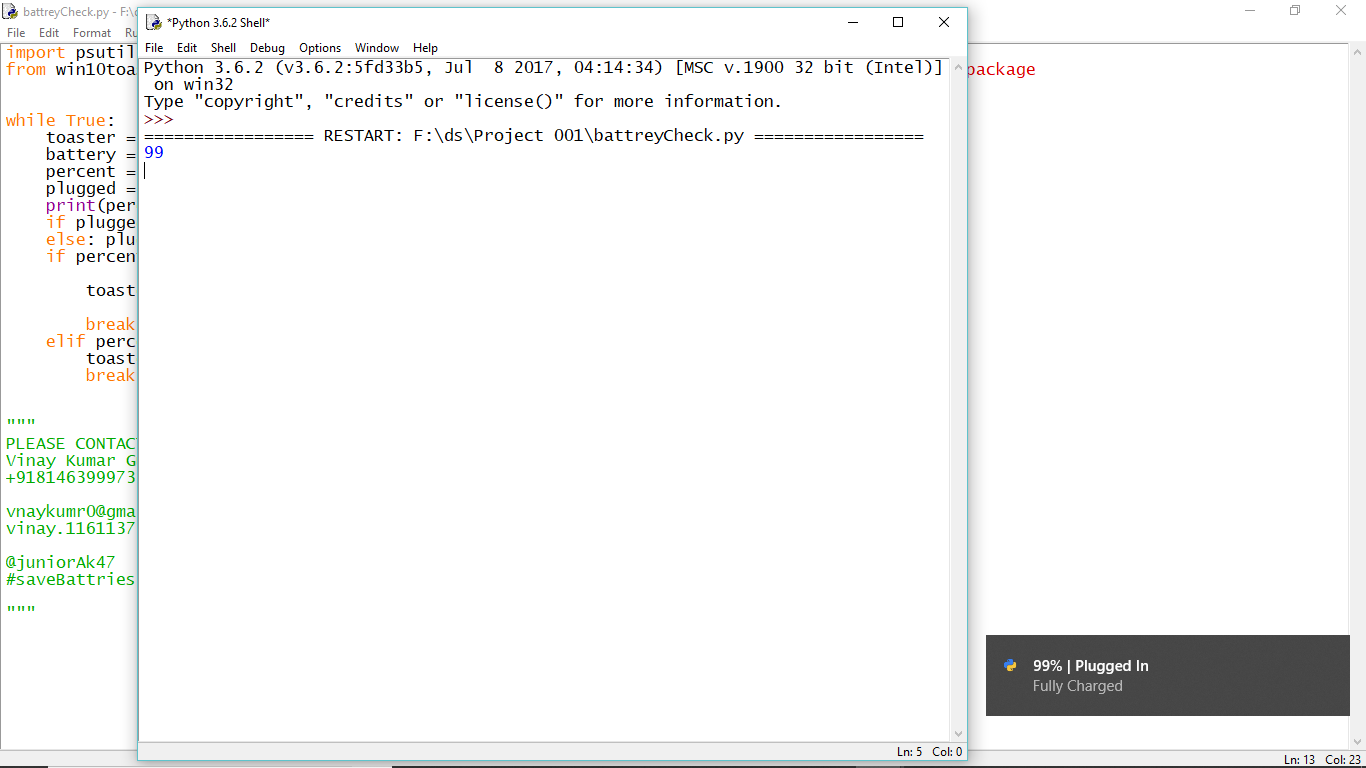 battreyCheck.py - F:\d
File Edit Format Ru
import psutil
from win10toa
package
while True:
toaster =
battery =
percent =
plugged =
print(per
if plugge
else: plu
if percen
toast
break
elif perc
toast
break
"""
PLEASE CONTAC
Vinay Kumar G
+918146399973
vnaykumr0@gma
vinay.1161137
@juniorAk47
#saveBattries
"""
*Python 3.6.2 Shell*
File Edit Shell Debug Options Window Help
Python 3.6.2 (v3.6.2:5fd33b5, Jul  8 2017, 04:14:34) [MSC v.1900 32 bit (Intel)]
on win32
Type "copyright", "credits" or "license()" for more information.
>>>
================= RESTART: F:\ds\Project 001\battreyCheck.py =================
99
Ln: 5 Col: 0
99% | Plugged In
Fully Charged
Ln: 13 Col: 23